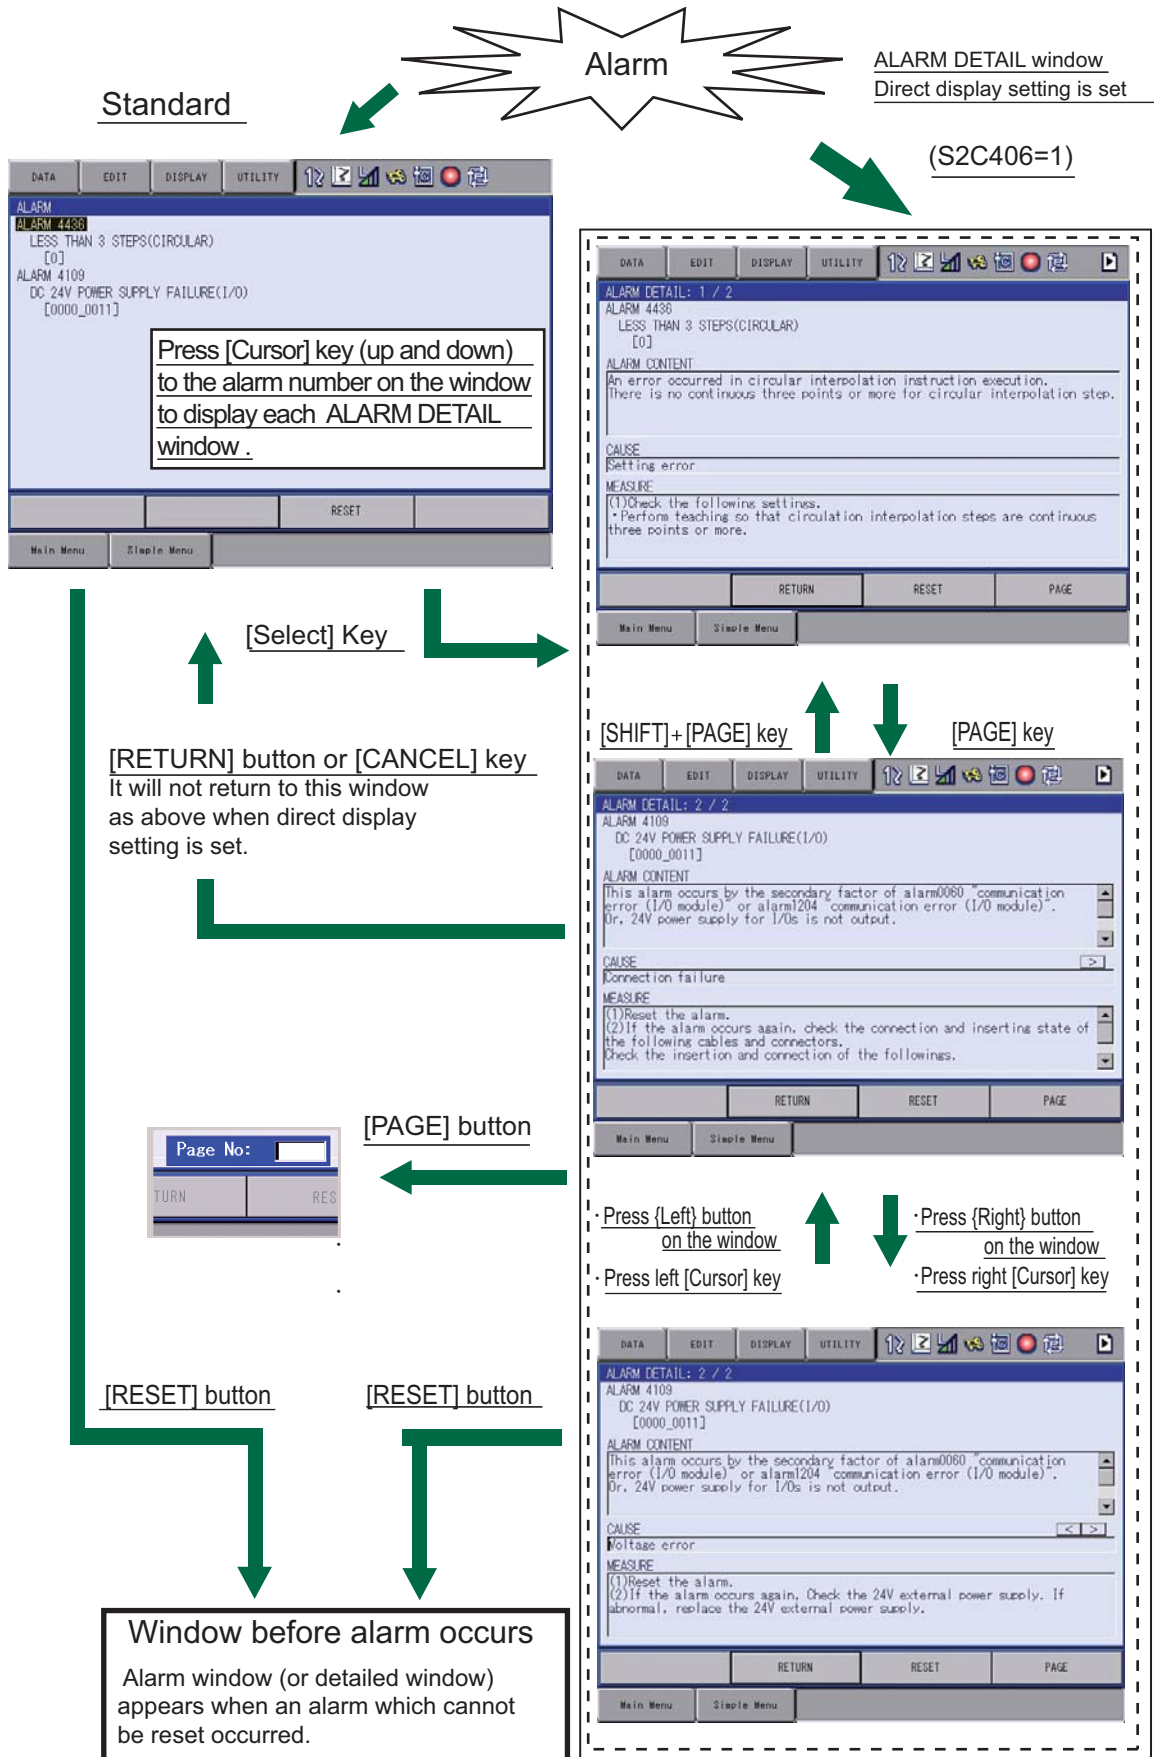 Alarm
ALARM DETAIL window
Direct display setting is set
(S2C406=1)
Standard
DATA EDIT DISPLAY UTILITY
ALARM
ALARM 4436
LESS THAN 3 STEPS(CIRCULAR)
[0]
ALARM 4109
DC 24V POWER SUPPLY FAILURE(I/O)
[0000_0011]
Press [Cursor] key (up and down)
to the alarm number on the window
to display each ALARM DETAIL
window .
RESET
Main Menu Simple Menu
DATA EDIT DISPLAY UTILITY
ALARM DETAIL: 1 / 2
ALARM 4436
LESS THAN 3 STEPS(CIRCULAR)
[0]
ALARM CONTENT
An error occurred in circular interpolation instruction execution.
There is no continuous three points or more for circular interpolation step.
CAUSE
Setting error
MEASURE
(1)Check the following settings.
・Perform teaching so that circulation interpolation steps are continuous
three points or more.
RETURN RESET PAGE
Main Menu Simple Menu
[Select] Key
[RETURN] button or [CANCEL] key
It will not return to this window
as above when direct display
setting is set.
[SHIFT]+[PAGE] key
[PAGE] key
DATA EDIT DISPLAY UTILITY
ALARM DETAIL: 2 / 2
ALARM 4109
DC 24V POWER SUPPLY FAILURE(I/O)
[0000_0011]
ALARM CONTENT
This alarm occurs by the secondary factor of alarm0060 "communication
error (I/O module)" or alarm1204 "communication error (I/O module)".
Or, 24V power supply for I/Os is not output.
CAUSE >
Connection failure
MEASURE
(1)Reset the alarm.
(2)If the alarm occurs again, check the connection and inserting state of
the following cables and connectors.
Check the insertion and connection of the followings.
RETURN RESET PAGE
Main Menu Simple Menu
[PAGE] button
Page No:
TURN RES
.
.
・Press {Left} button
on the window
・Press left [Cursor] key
・Press {Right} button
on the window
・Press right [Cursor] key
DATA EDIT DISPLAY UTILITY
ALARM DETAIL: 2 / 2
ALARM 4109
DC 24V POWER SUPPLY FAILURE(I/O)
[0000_0011]
ALARM CONTENT
This alarm occurs by the secondary factor of alarm0060 "communication
error (I/O module)" or alarm1204 "communication error (I/O module)".
Or, 24V power supply for I/Os is not output.
CAUSE < >
Voltage error
MEASURE
(1)Reset the alarm.
(2)If the alarm occurs again, Check the 24V external power supply. If
abnormal, replace the 24V external power supply.
RETURN RESET PAGE
Main Menu Simple Menu
[RESET] button
[RESET] button
Window before alarm occurs
Alarm window (or detailed window)
appears when an alarm which cannot
be reset occurred.